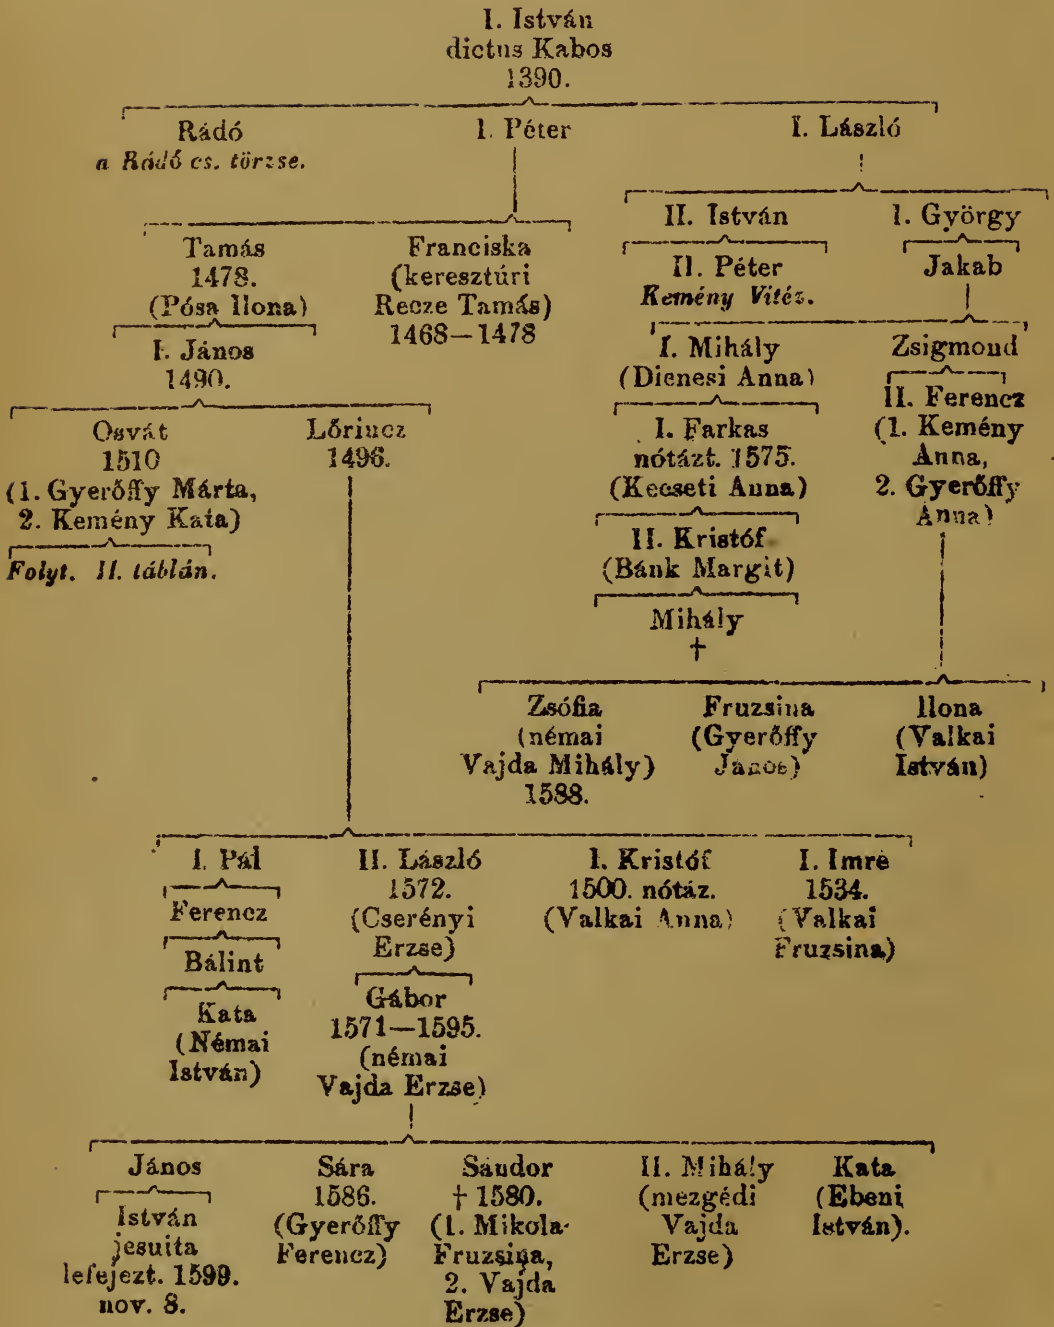 I. István
dictus Kabos
1390.
Rádó
a Rádó cs. törzse.
I. Péter
I. László
Tamás
1478.
(Pósa Ilona)
Franciska
(keresztúri
Recze Tamás)
1468—1478
II. István
I. György
II. Péter
Kemény Vitéz.
Jakab
I. János
1490.
I. Mihály
(Dienesi Anna)
Zsigmond
Osvát
1510
(1. Gyerőffy Márta,
2. Kemény Kata)
Folyt. II. táblán.
Lőrincz
1496.
I. Farkas
nótázt. 1575.
(Kecseti Anna)
II. Ferencz
(1. Kemény
Anna,
2. Gyerőffy
Anna)
II. Kristóf
(Bánk Margit)
Mihály
†
Zsófia
(némai
Vajda Mihály)
1588.
Fruzsina
(Gyerőffy
János)
Ilona
(Valkai
István)
I. Pál
Ferencz
Bálint
Kata
(Némai
István)
II. László
1572.
(Cserényi
Erzse)
Gábor
1571—1595.
(némai
Vajda Erzse)
I. Kristóf
1500. nótáz.
(Valkai Anna)
I. Imre
1534.
(Valkai
Fruzsina)
János
István
jesuita
lefejezt. 1599.
nov. 8.
Sára
1586.
(Gyerőffy
Ferencz)
Sándor
† 1580.
(1. Mikola-
Fruzsina,
2. Vajda
Erzse)
II. Mihály
(mezgédi
Vajda
Erzse)
Kata
(Ebeni
István).